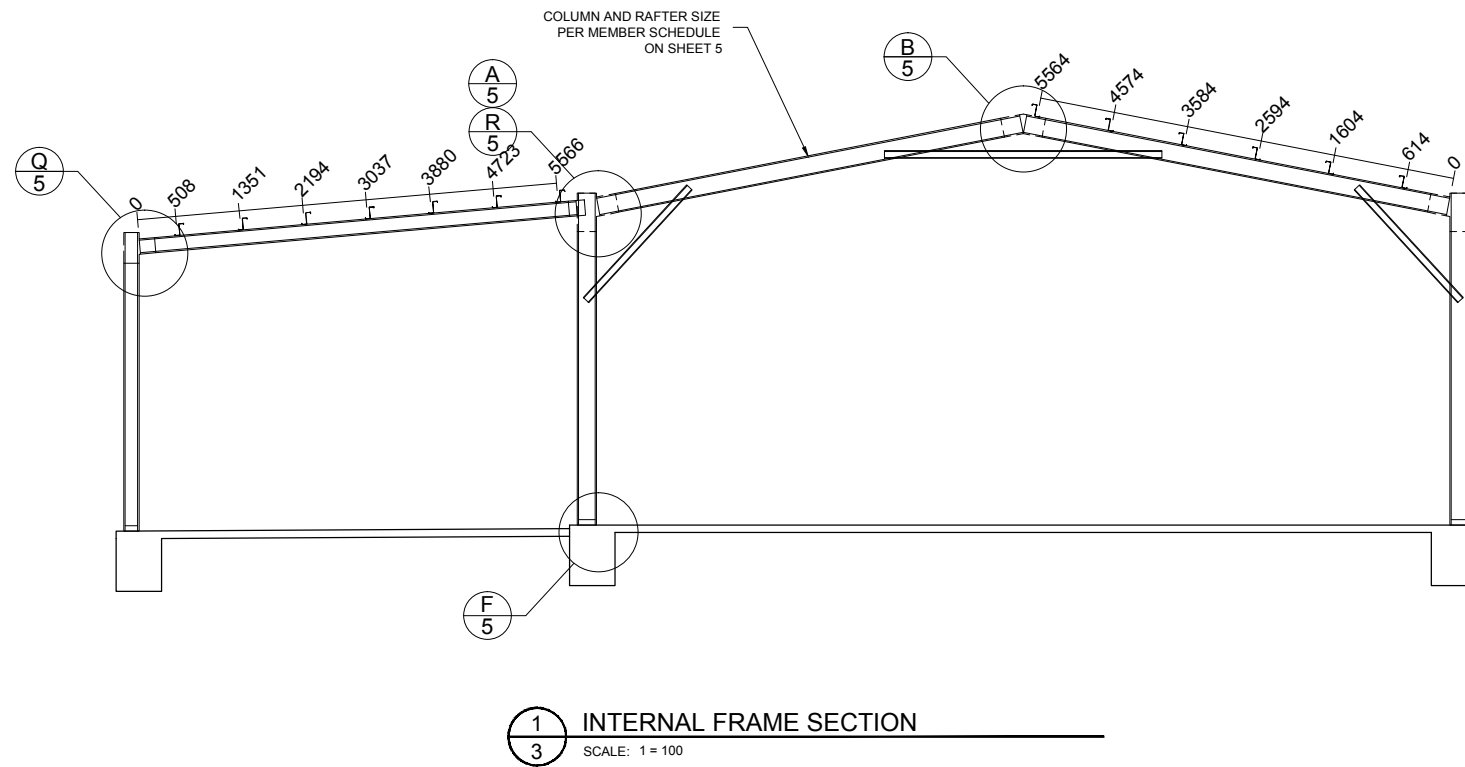 COLUMN AND RAFTER SIZE
PER MEMBER SCHEDULE
ON SHEET 5
B
5
A
5
R
5
Q
5
0
508
1351
2194
3037
3880
4723
5566
5564
4574
3584
2594
1604
614
0
F
5
1
3
INTERNAL FRAME SECTION
SCALE: 1 = 100